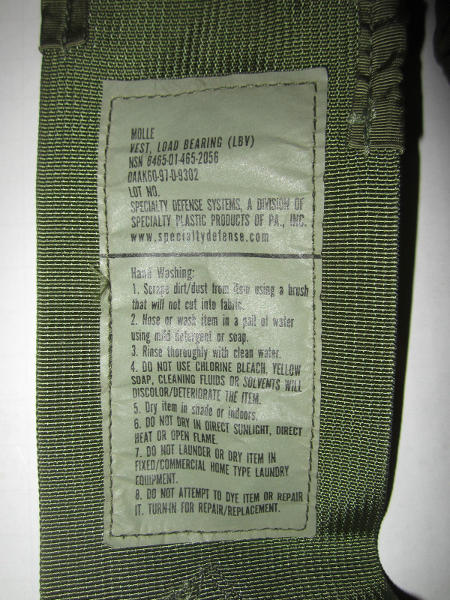 MOLLE
VEST, LOAD BEARING (LBV)
NSN 8465-01-465-2056
DAAK60-97-D-9302
LOT NO.
SPECIALTY DEFENSE SYSTEMS, A DIVISION OF
SPECIALTY PLASTIC PRODUCTS OF PA., INC.
www.specialtydefense.com
Hand Washing:
1. Scrape dirt/dust from item using a brush
that will not cut into fabric.
2. Hose or wash item in a pail of water
using mild detergent or soap.
3. Rinse thoroughly with clean water.
4. DO NOT USE CHLORINE BLEACH, YELLOW
SOAP, CLEANING FLUIDS OR SOLVENTS WILL
DISCOLOR/DETERIORATE THE ITEM.
5. Dry item in shade or indoors.
6. DO NOT DRY IN DIRECT SUNLIGHT, DIRECT
HEAT OR OPEN FLAME.
7. DO NOT LAUNDER OR DRY ITEM IN
FIXED/COMMERCIAL HOME TYPE LAUNDRY
EQUIPMENT.
8. DO NOT ATTEMPT TO DYE ITEM OR REPAIR
IT. TURN-IN FOR REPAIR/REPLACEMENT.